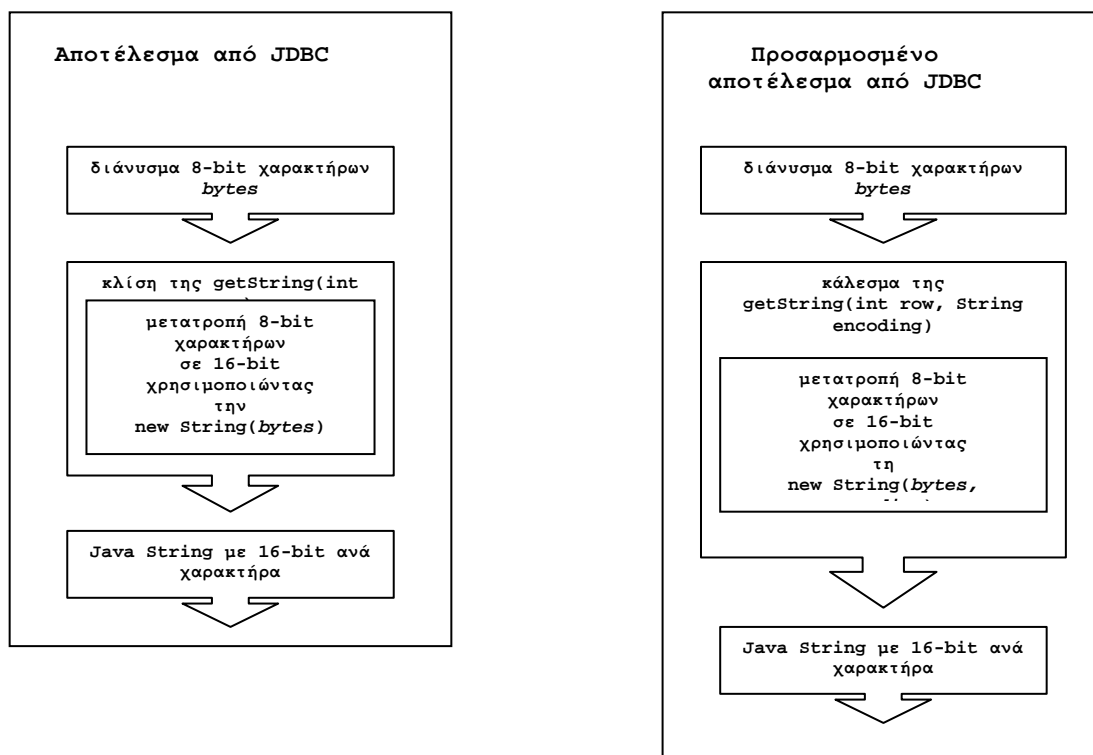 Αποτέλεσμα από JDBC
διάνυσμα 8-bit χαρακτήρων
bytes
κλίση της getString(int
μετατροπή 8-bit
χαρακτήρων
σε 16-bit
χρησιμοποιώντας
την
new String(bytes)
Java String με 16-bit ανά
χαρακτήρα
Προσαρμοσμένο
αποτέλεσμα από JDBC
διάνυσμα 8-bit χαρακτήρων
bytes
κάλεσμα της
getString(int row, String
encoding)
μετατροπή 8-bit
χαρακτήρων
σε 16-bit
χρησιμοποιώντας
τη
new String(bytes,
Java String με 16-bit ανά
χαρακτήρα